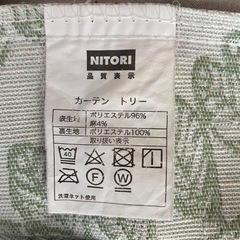 NITORI
品質表示
カーテン トリー
表生地 ポリエステル96%
麻4%
裏生地 ポリエステル100%
取り扱い表示
40
F W
洗濯ネット使用